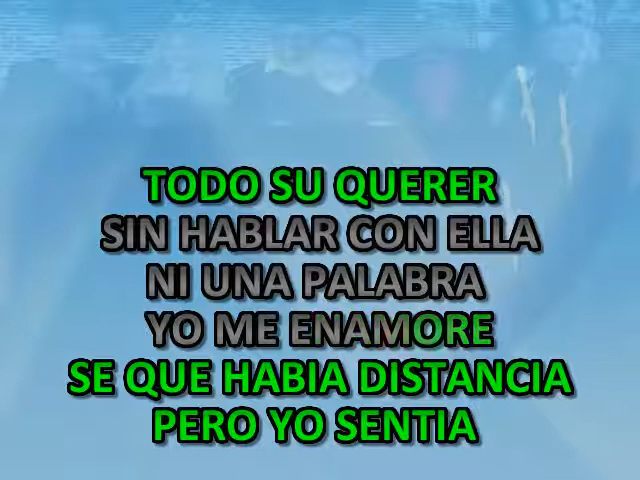 TODO SU QUERER
SIN HABLAR CON ELLA
NI UNA PALABRA
YO ME ENAMORE
SE QUE HABIA DISTANCIA
PERO YO SENTIA